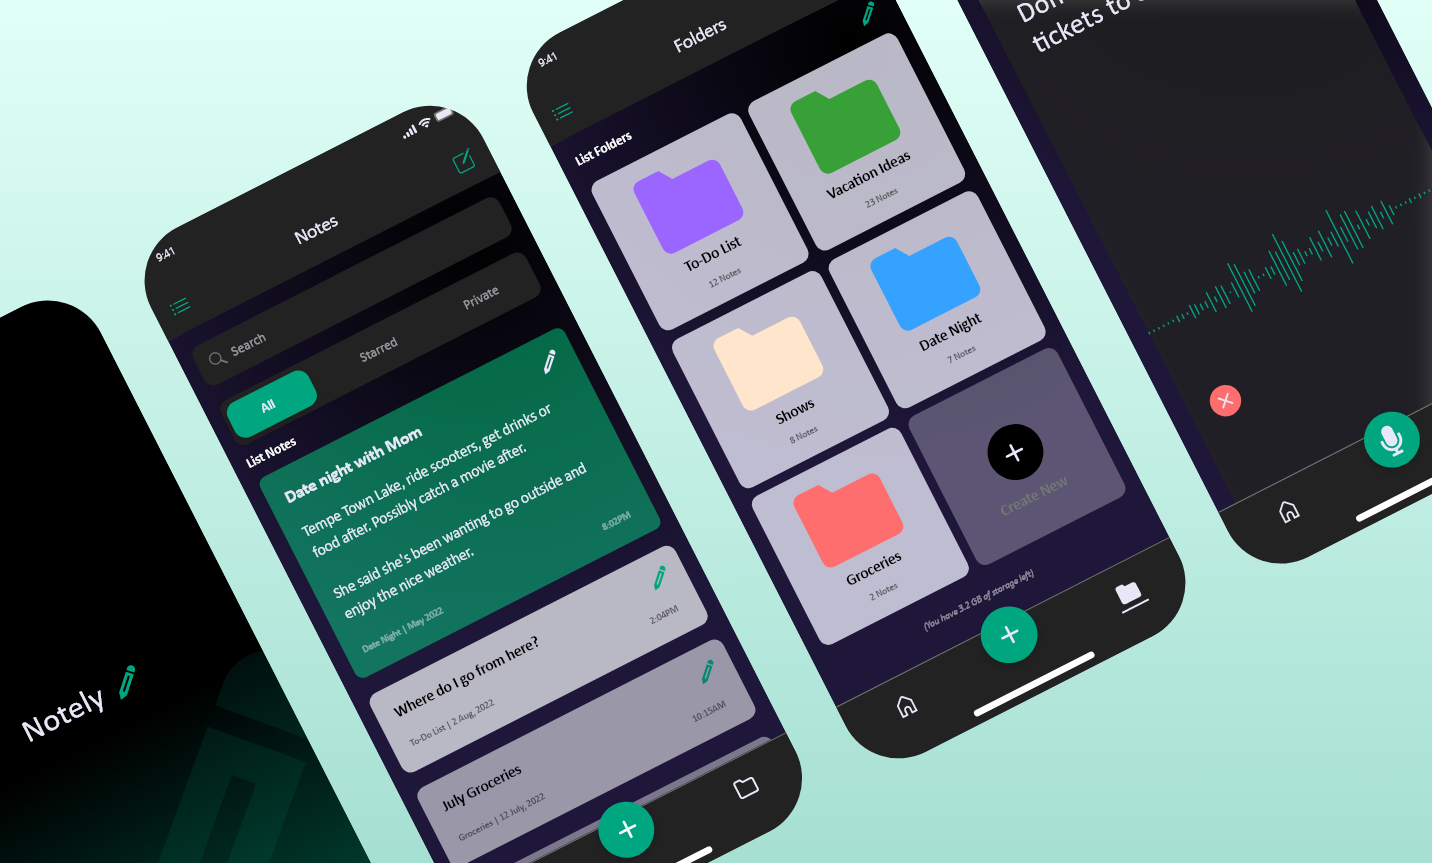 Notely
9:41
Notes
Search
All
Starred
Private
List Notes
Date night with Mom
Tempe Town Lake, ride scooters, get drinks or
food after. Possibly catch a movie after.
She said she's been wanting to go outside and
enjoy the nice weather.
Date Night | May 2022
8:02PM
Where do I go from here?
To-Do List | 2 Aug, 2022
2:04PM
July Groceries
Groceries | 12 July, 2022
10:15AM
9:41
Folders
List Folders
To-Do List
12 Notes
Vacation Ideas
23 Notes
Shows
8 Notes
Date Night
7 Notes
Groceries
2 Notes
Create New
(You have 3.2 GB of storage left)
tickets to